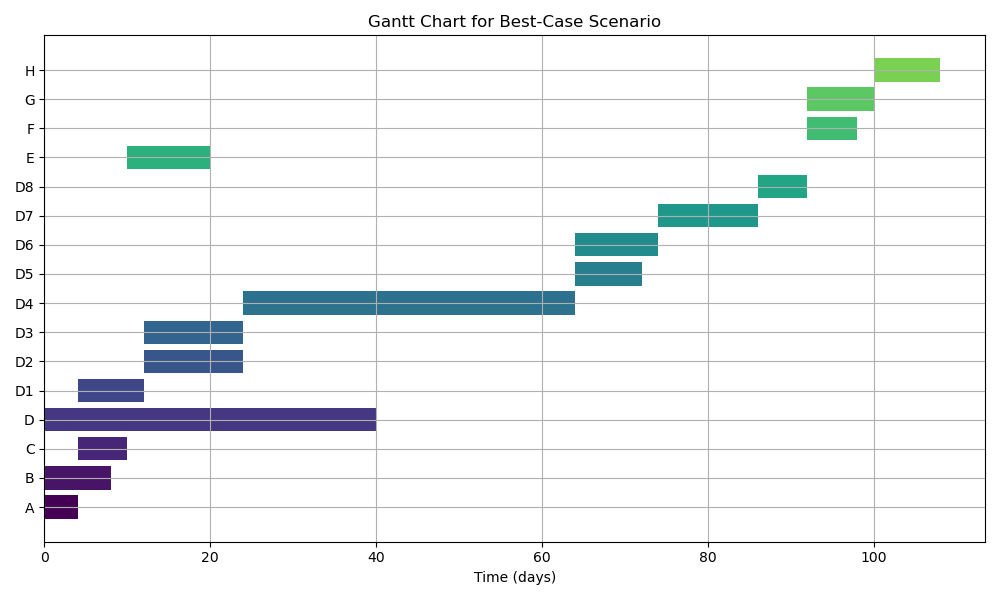 Gantt Chart for Best-Case Scenario
H
G
F
E
D8
D7
D6
D5
D4
D3
D2
D1
D
C
B
A
0 20 40 60 80 100
Time (days)